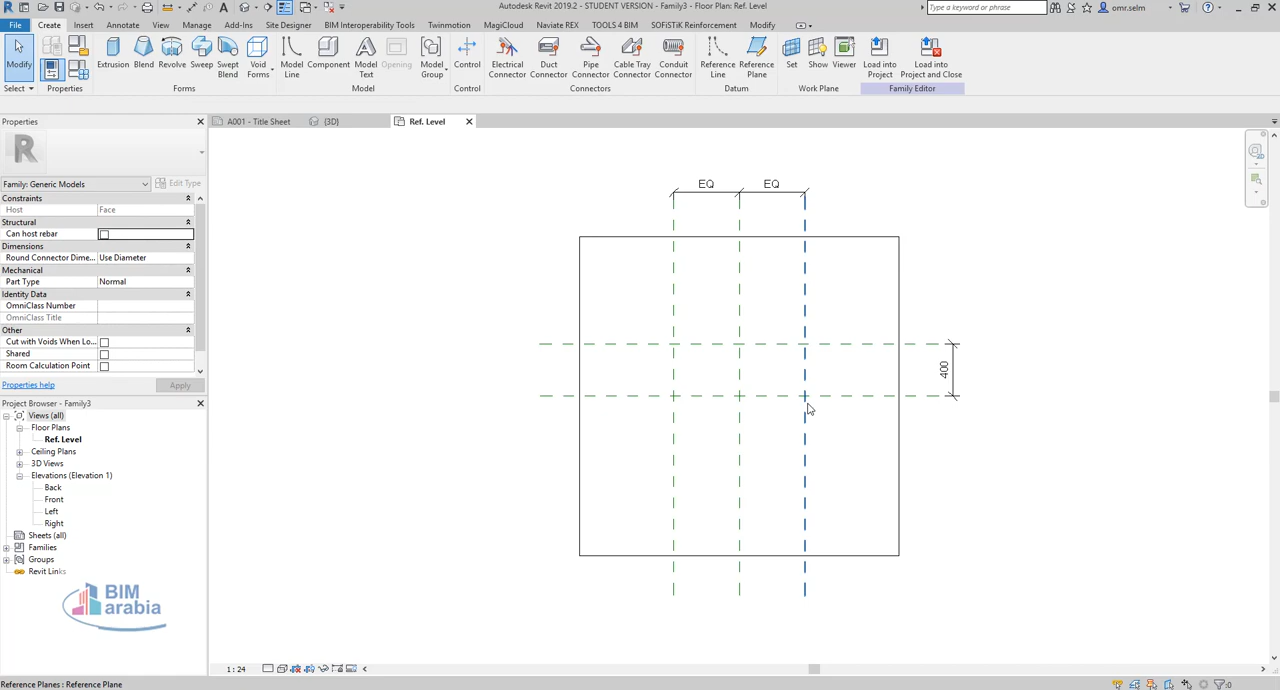 Autodesk Revit 2019.2 - STUDENT VERSION - Family3 - Floor Plan: Ref. Level
Type a keyword or phrase
omr.selm
File Create Insert Annotate View Manage Add-Ins Site Designer BIM Interoperability Tools Twinmotion MagiCloud Naviate REX TOOLS 4 BIM SOFiSTiK Reinforcement Modify
Modify Extrusion Blend Revolve Sweep Swept Blend Void Forms Model Line Component Model Text Opening Model Group Control Electrical Connector Duct Connector Pipe Connector Cable Tray Connector Conduit Connector Reference Line Reference Plane Set Show Viewer Load into Project Load into Project and Close
Select Properties Forms Model Control Connectors Datum Work Plane Family Editor
Properties
A001 - Title Sheet {3D} Ref. Level
Family: Generic Models Edit Type
Constraints
Host Face
Structural
Can host rebar
Dimensions
Round Connector Dime... Use Diameter
Mechanical
Part Type Normal
Identity Data
OmniClass Number
OmniClass Title
Other
Cut with Voids When Lo...
Shared
Room Calculation Point
Properties help Apply
Project Browser - Family3
Views (all)
Floor Plans
Ref. Level
Ceiling Plans
3D Views
Elevations (Elevation 1)
Back
Front
Left
Right
Sheets (all)
Families
Groups
Revit Links
BIM
arabia
EQ EQ
400
1 : 24
Reference Planes : Reference Plane
:0